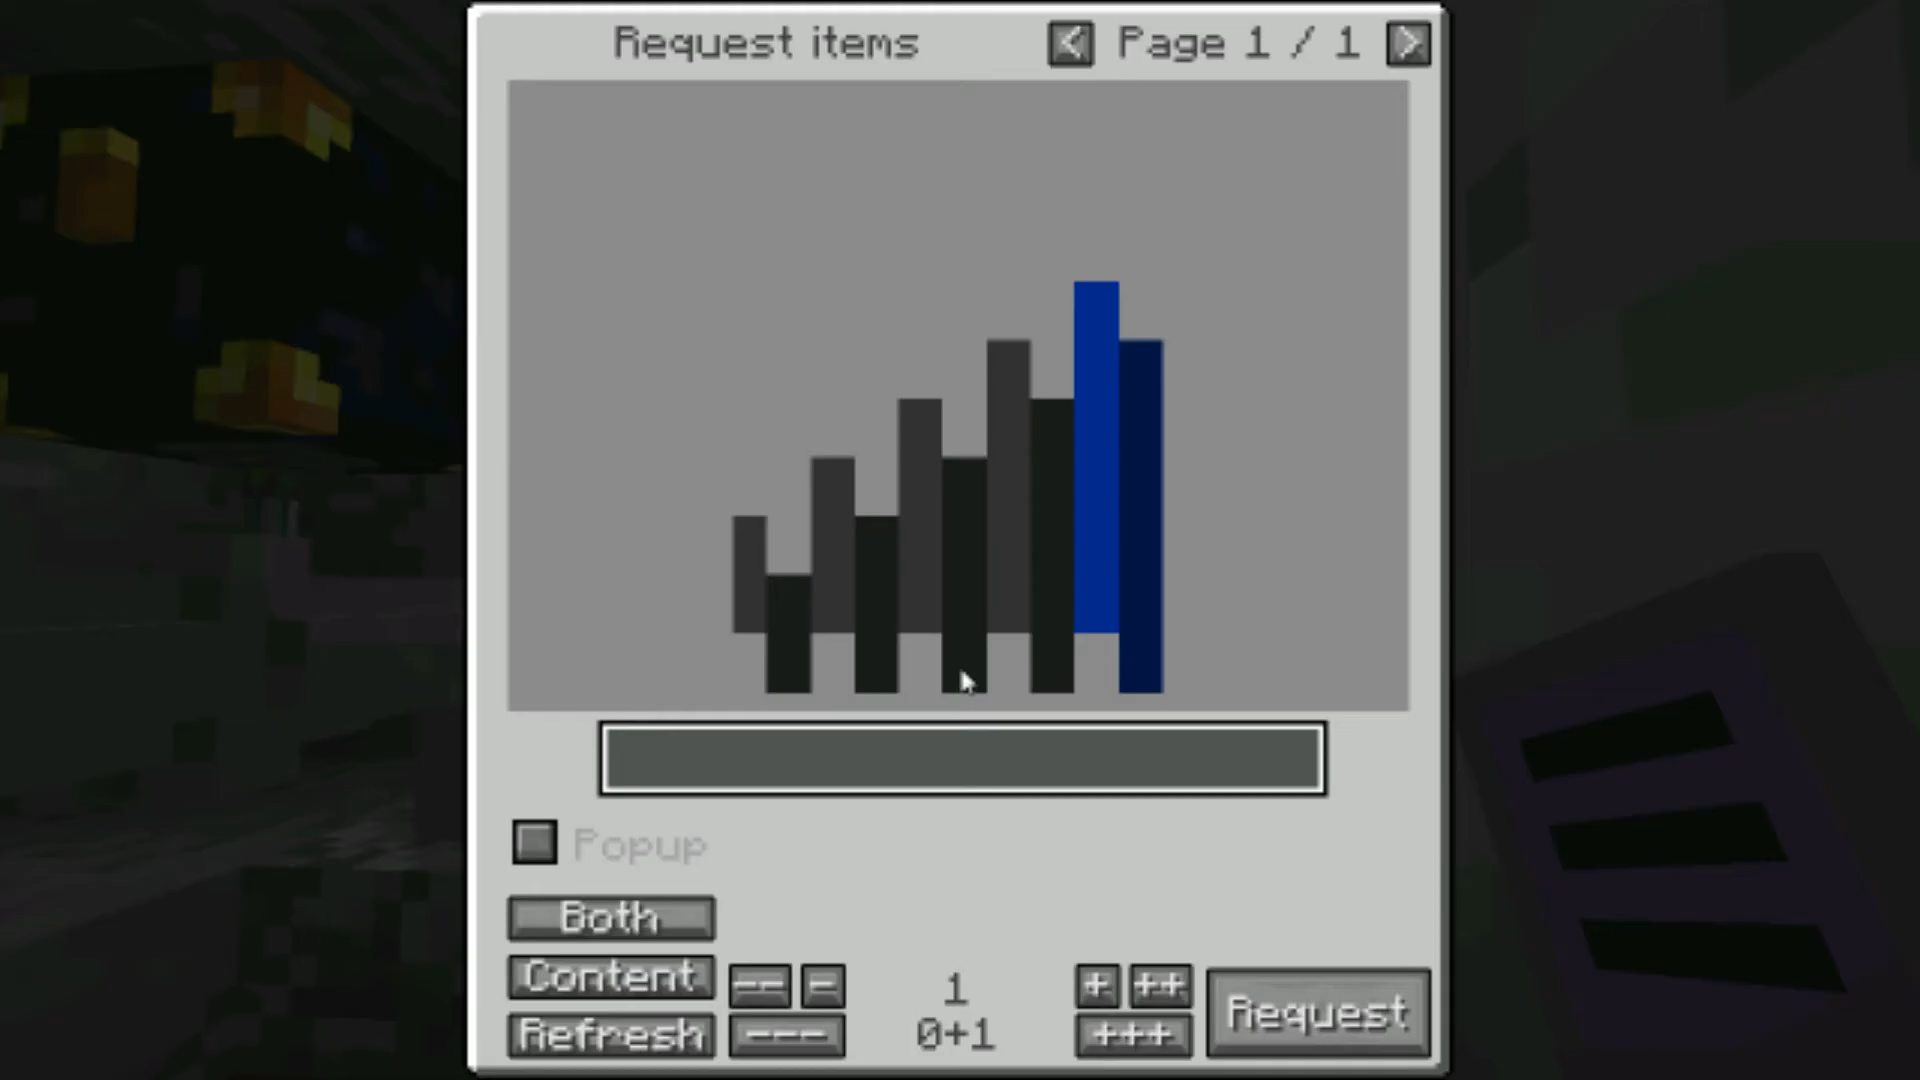 Request items < Page 1 / 1 >
Popup
Both
Content -- - 1 + ++ Request
Refresh --- 0+1 +++